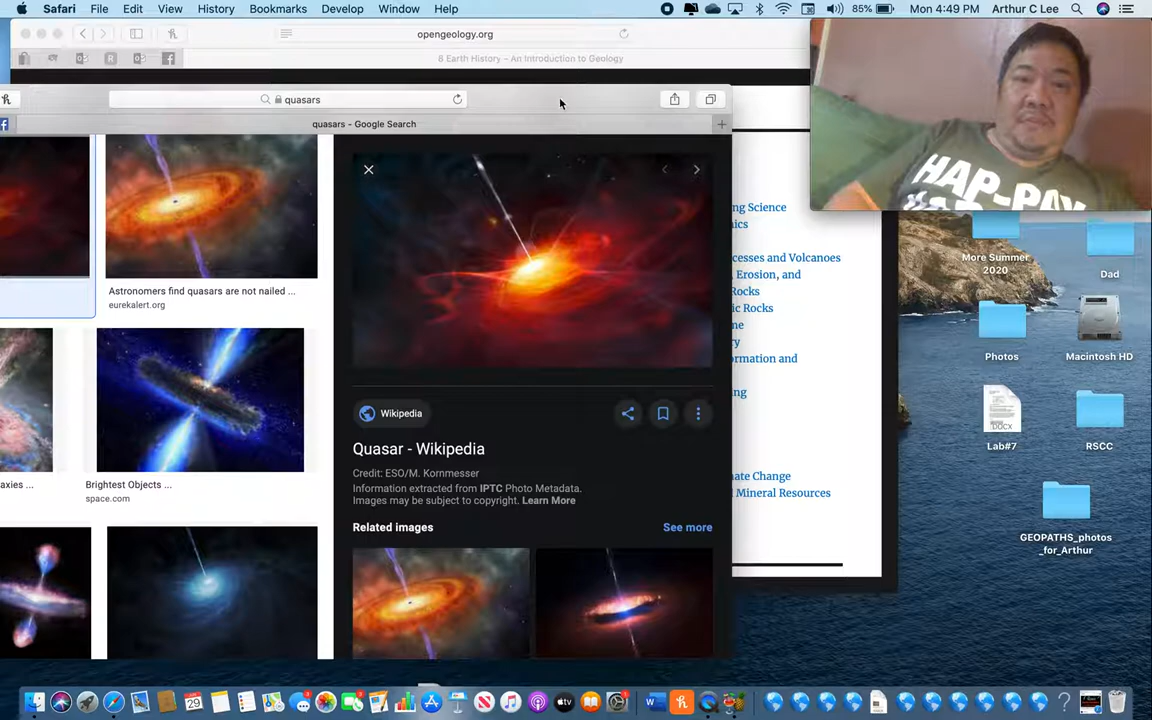 Safari File Edit View History Bookmarks Develop Window Help
85% Mon 4:49 PM Arthur C Lee
opengeology.org
8 Earth History – An Introduction to Geology
quasars
quasars - Google Search
Astronomers find quasars are not nailed ...
eurekalert.org
axies ...
Brightest Objects ...
space.com
Wikipedia
Quasar - Wikipedia
Credit: ESO/M. Kornmesser
Information extracted from IPTC Photo Metadata.
Images may be subject to copyright. Learn More
Related images See more
ng Science
ics
cesses and Volcanoes
, Erosion, and
Rocks
ic Rocks
me
ry
ormation and
ing
ate Change
d Mineral Resources
HAP-PAY
More Summer
2020
Dad
Photos
Macintosh HD
DOCX
Lab#7
RSCC
GEOPATHS_photos
_for_Arthur